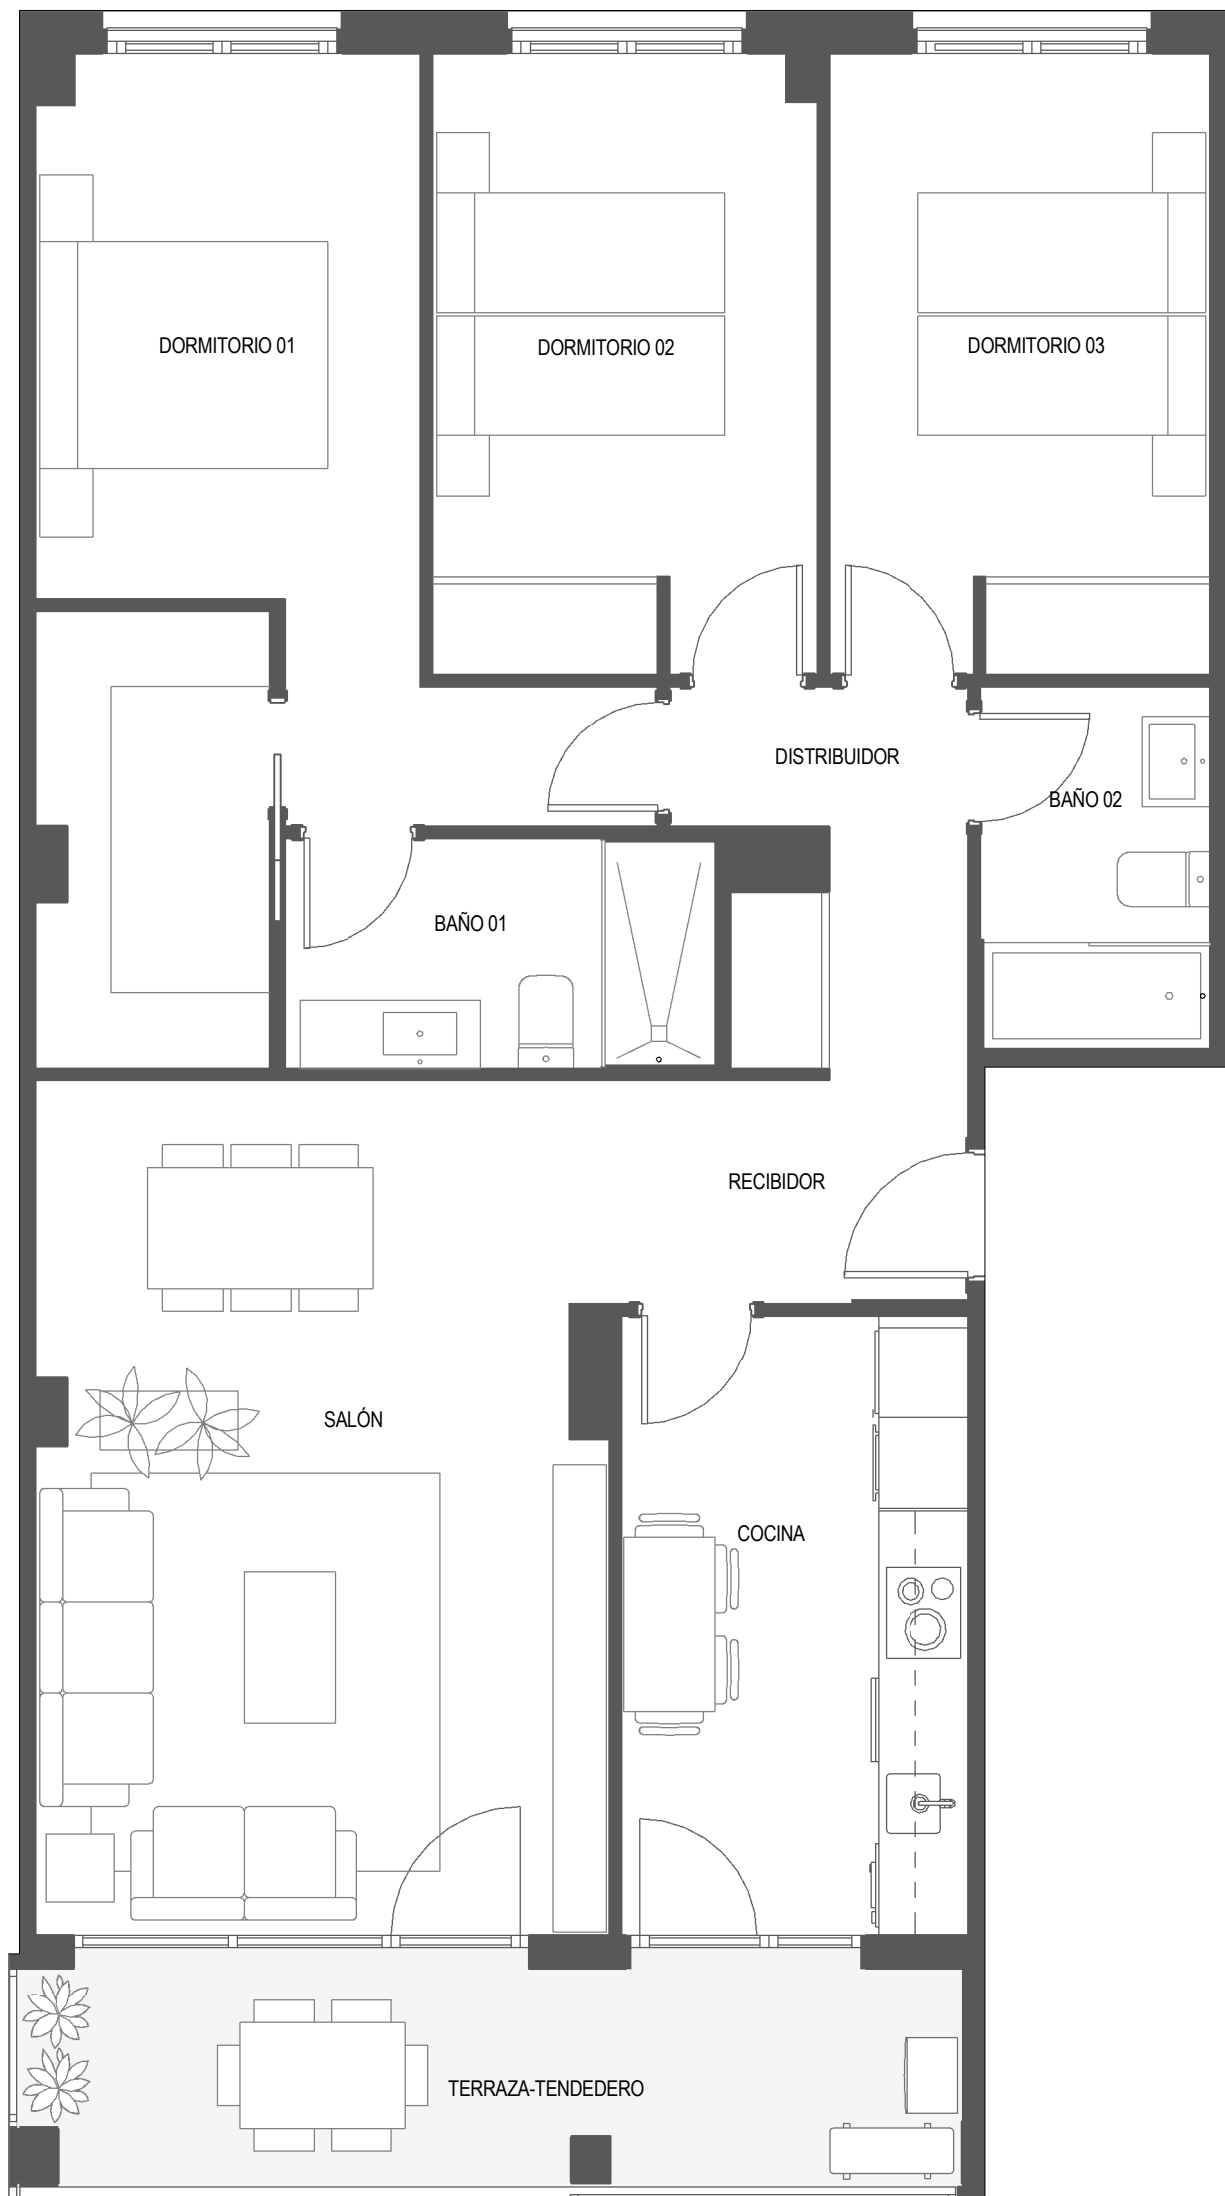 DORMITORIO 01
DORMITORIO 02
DORMITORIO 03
DISTRIBUIDOR
BAÑO 02
BAÑO 01
RECIBIDOR
SALÓN
COCINA
TERRAZA-TENDEDERO